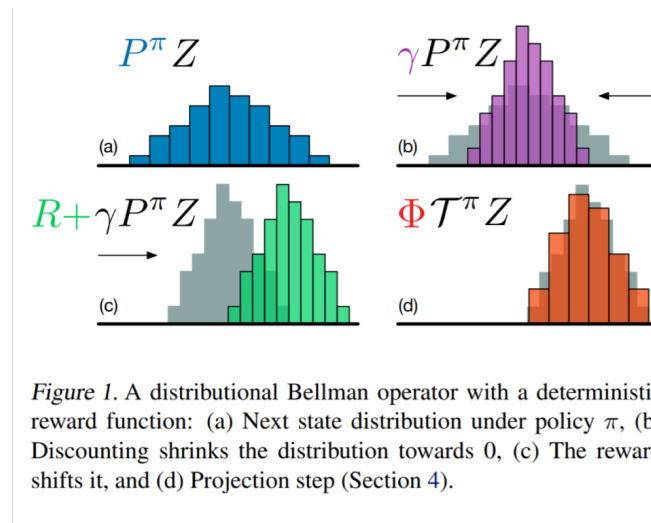 P^π Z
γP^π Z
(a)
(b)
R+γP^π Z
ΦT^π Z
(c)
(d)
Figure 1. A distributional Bellman operator with a deterministi
reward function: (a) Next state distribution under policy π, (b
Discounting shrinks the distribution towards 0, (c) The rewar
shifts it, and (d) Projection step (Section 4).